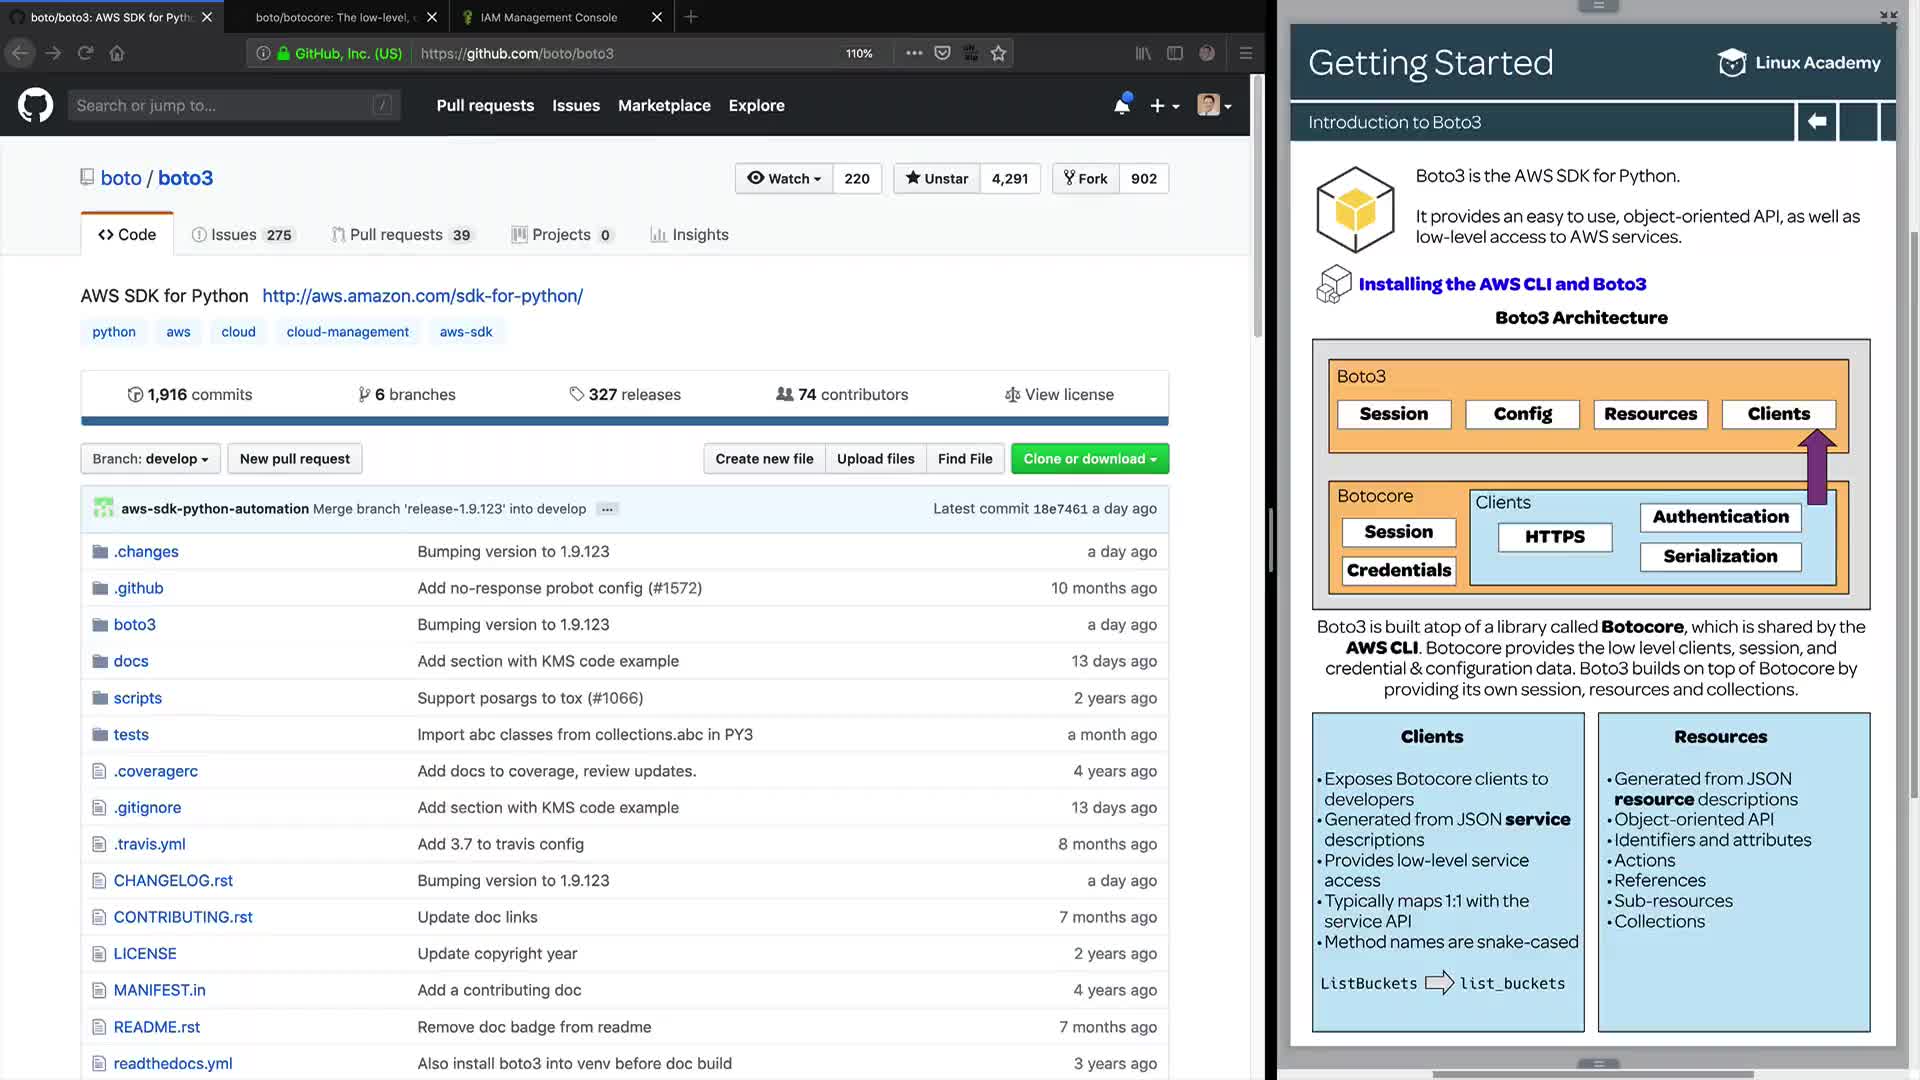 boto/boto3: AWS SDK for Pyth
boto/botocore: The low-level,
IAM Management Console
GitHub, Inc. (US)
https://github.com/boto/boto3
110%
Search or jump to...
/
Pull requests
Issues
Marketplace
Explore
boto / boto3
Watch
220
Unstar
4,291
Fork
902
Code
Issues 275
Pull requests 39
Projects 0
Insights
AWS SDK for Python http://aws.amazon.com/sdk-for-python/
python
aws
cloud
cloud-management
aws-sdk
1,916 commits
6 branches
327 releases
74 contributors
View license
Branch: develop
New pull request
Create new file
Upload files
Find File
Clone or download
aws-sdk-python-automation Merge branch 'release-1.9.123' into develop
Latest commit 18e7461 a day ago
.changes Bumping version to 1.9.123 a day ago
.github Add no-response probot config (#1572) 10 months ago
boto3 Bumping version to 1.9.123 a day ago
docs Add section with KMS code example 13 days ago
scripts Support posargs to tox (#1066) 2 years ago
tests Import abc classes from collections.abc in PY3 a month ago
.coveragerc Add docs to coverage, review updates. 4 years ago
.gitignore Add section with KMS code example 13 days ago
.travis.yml Add 3.7 to travis config 8 months ago
CHANGELOG.rst Bumping version to 1.9.123 a day ago
CONTRIBUTING.rst Update doc links 7 months ago
LICENSE Update copyright year 2 years ago
MANIFEST.in Add a contributing doc 4 years ago
README.rst Remove doc badge from readme 7 months ago
readthedocs.yml Also install boto3 into venv before doc build 3 years ago
Getting Started
Linux Academy
Introduction to Boto3
Boto3 is the AWS SDK for Python.
It provides an easy to use, object-oriented API, as well as
low-level access to AWS services.
Installing the AWS CLI and Boto3
Boto3 Architecture
Boto3
Session
Config
Resources
Clients
Botocore
Session
Credentials
Clients
HTTPS
Authentication
Serialization
Boto3 is built atop of a library called Botocore, which is shared by the
AWS CLI. Botocore provides the low level clients, session, and
credential & configuration data. Boto3 builds on top of Botocore by
providing its own session, resources and collections.
Clients
• Exposes Botocore clients to
developers
• Generated from JSON service
descriptions
• Provides low-level service
access
• Typically maps 1:1 with the
service API
• Method names are snake-cased
ListBuckets list_buckets
Resources
• Generated from JSON
resource descriptions
• Object-oriented API
• Identifiers and attributes
• Actions
• References
• Sub-resources
• Collections